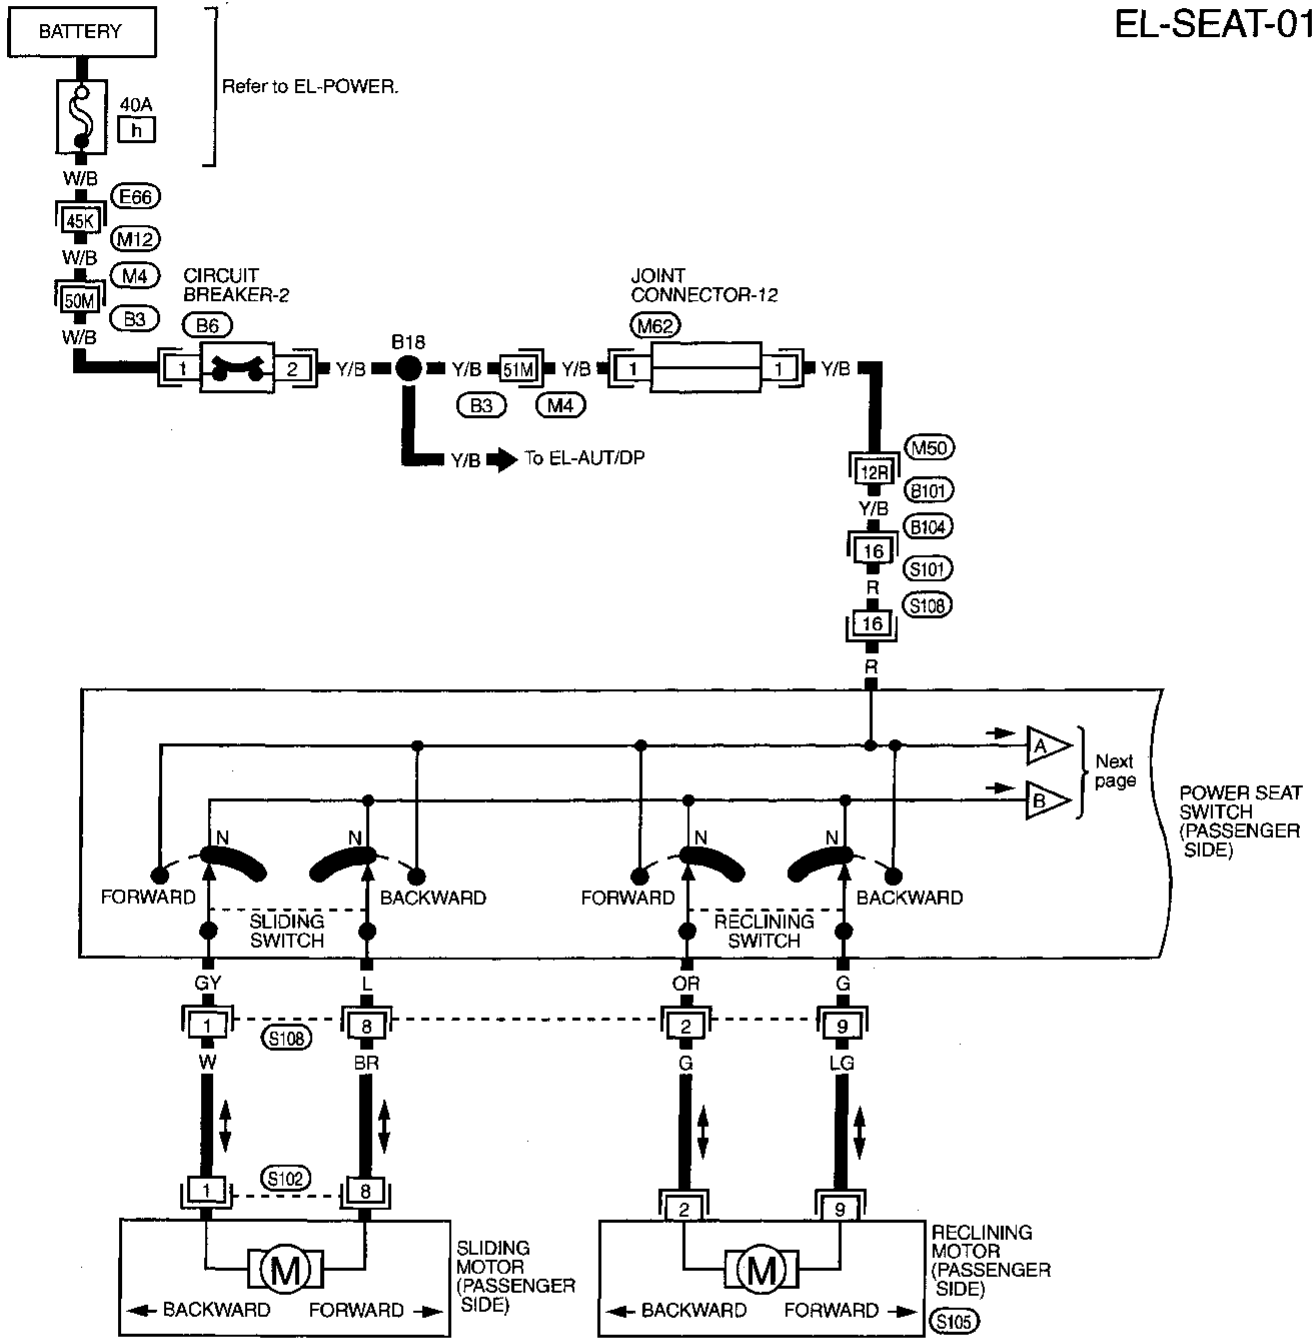 EL-SEAT-01
BATTERY
Refer to EL-POWER.
40A
h
W/B
E66
45K
M12
W/B
M4
50M
B3
W/B
CIRCUIT
BREAKER-2
B6
1
2
Y/B
B18
Y/B
51M
Y/B
B3
M4
JOINT
CONNECTOR-12
M62
1
1
Y/B
Y/B
To EL-AUT/DP
M50
12R
B101
Y/B
B104
16
S101
R
S108
16
R
A
B
Next
page
POWER SEAT
SWITCH
(PASSENGER
SIDE)
N
N
N
N
FORWARD
BACKWARD
FORWARD
BACKWARD
SLIDING
SWITCH
RECLINING
SWITCH
GY
L
OR
G
1
8
2
9
S108
W
BR
G
LG
S102
1
8
2
9
M
M
SLIDING
MOTOR
(PASSENGER
SIDE)
RECLINING
MOTOR
(PASSENGER
SIDE)
BACKWARD
FORWARD
BACKWARD
FORWARD
S105